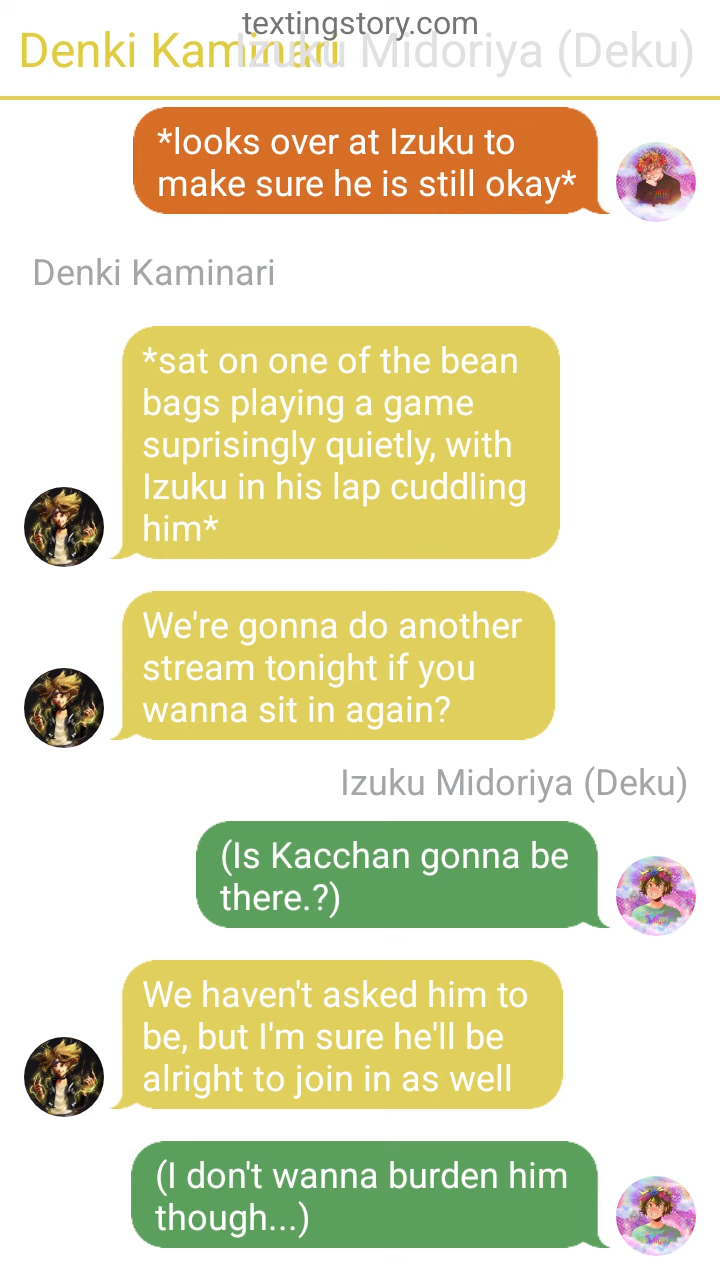 textingstory.com
Denki Kaminari
Izuku Midoriya (Deku)
*looks over at Izuku to
make sure he is still okay*
Denki Kaminari
*sat on one of the bean
bags playing a game
suprisingly quietly, with
Izuku in his lap cuddling
him*
We're gonna do another
stream tonight if you
wanna sit in again?
Izuku Midoriya (Deku)
(Is Kacchan gonna be
there.?)
We haven't asked him to
be, but I'm sure he'll be
alright to join in as well
(I don't wanna burden him
though...)